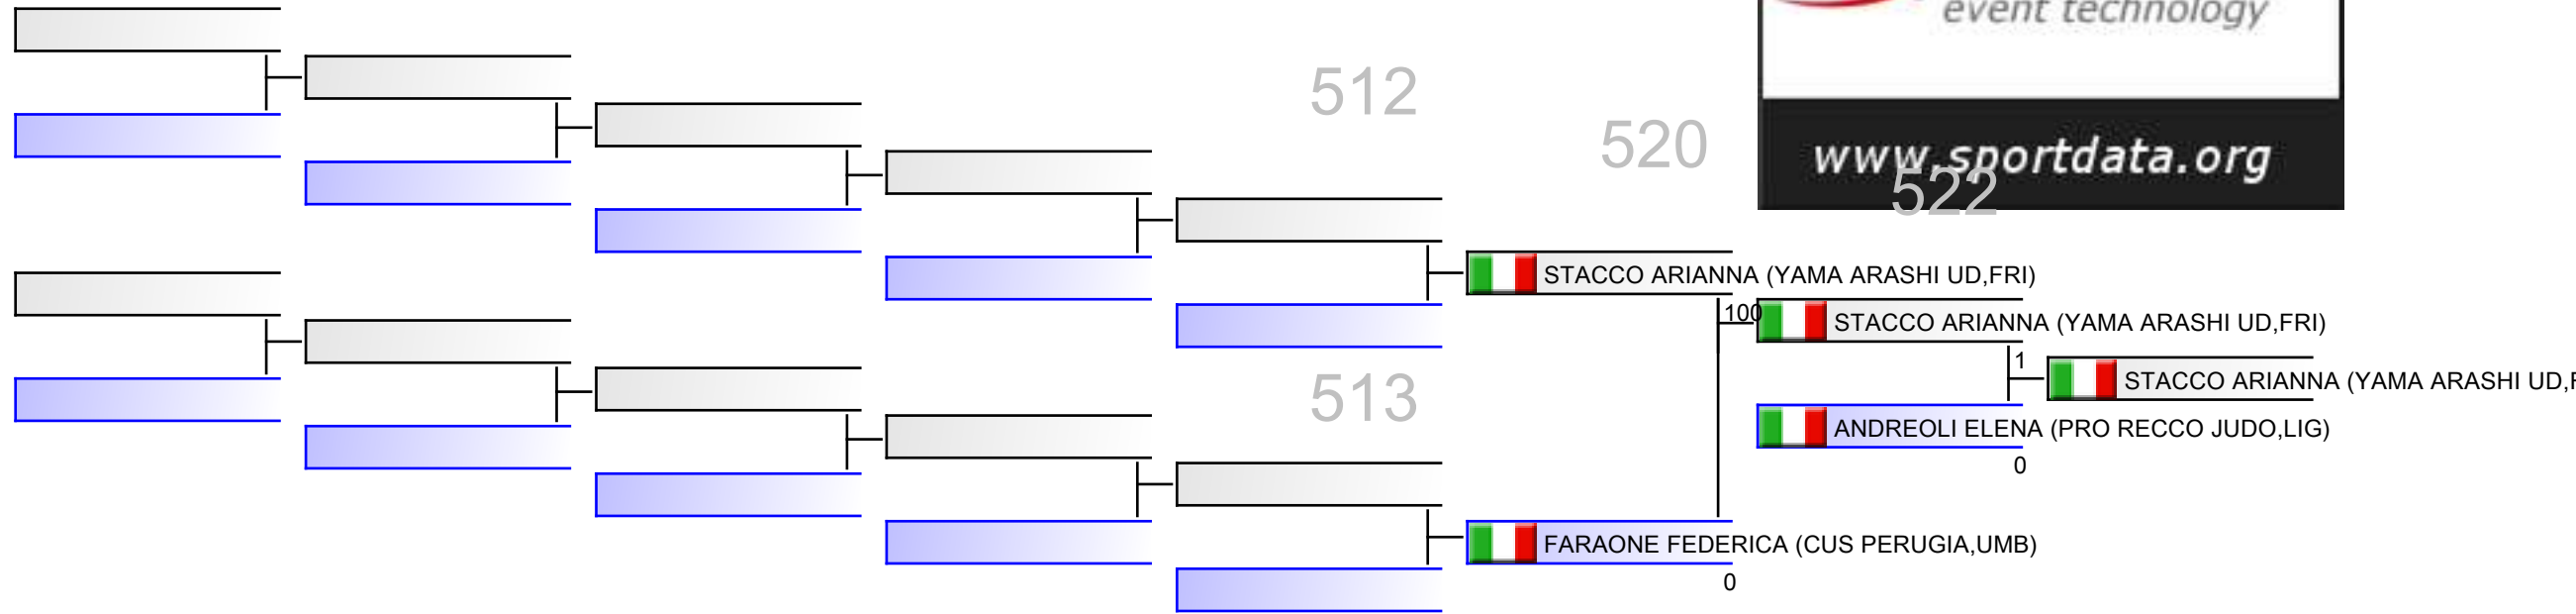 event technology
512
520
www.sportdata.org
522
STACCO ARIANNA (YAMA ARASHI UD,FRI)
100
STACCO ARIANNA (YAMA ARASHI UD,FRI)
1
STACCO ARIANNA (YAMA ARASHI UD,F
513
ANDREOLI ELENA (PRO RECCO JUDO,LIG)
0
FARAONE FEDERICA (CUS PERUGIA,UMB)
0